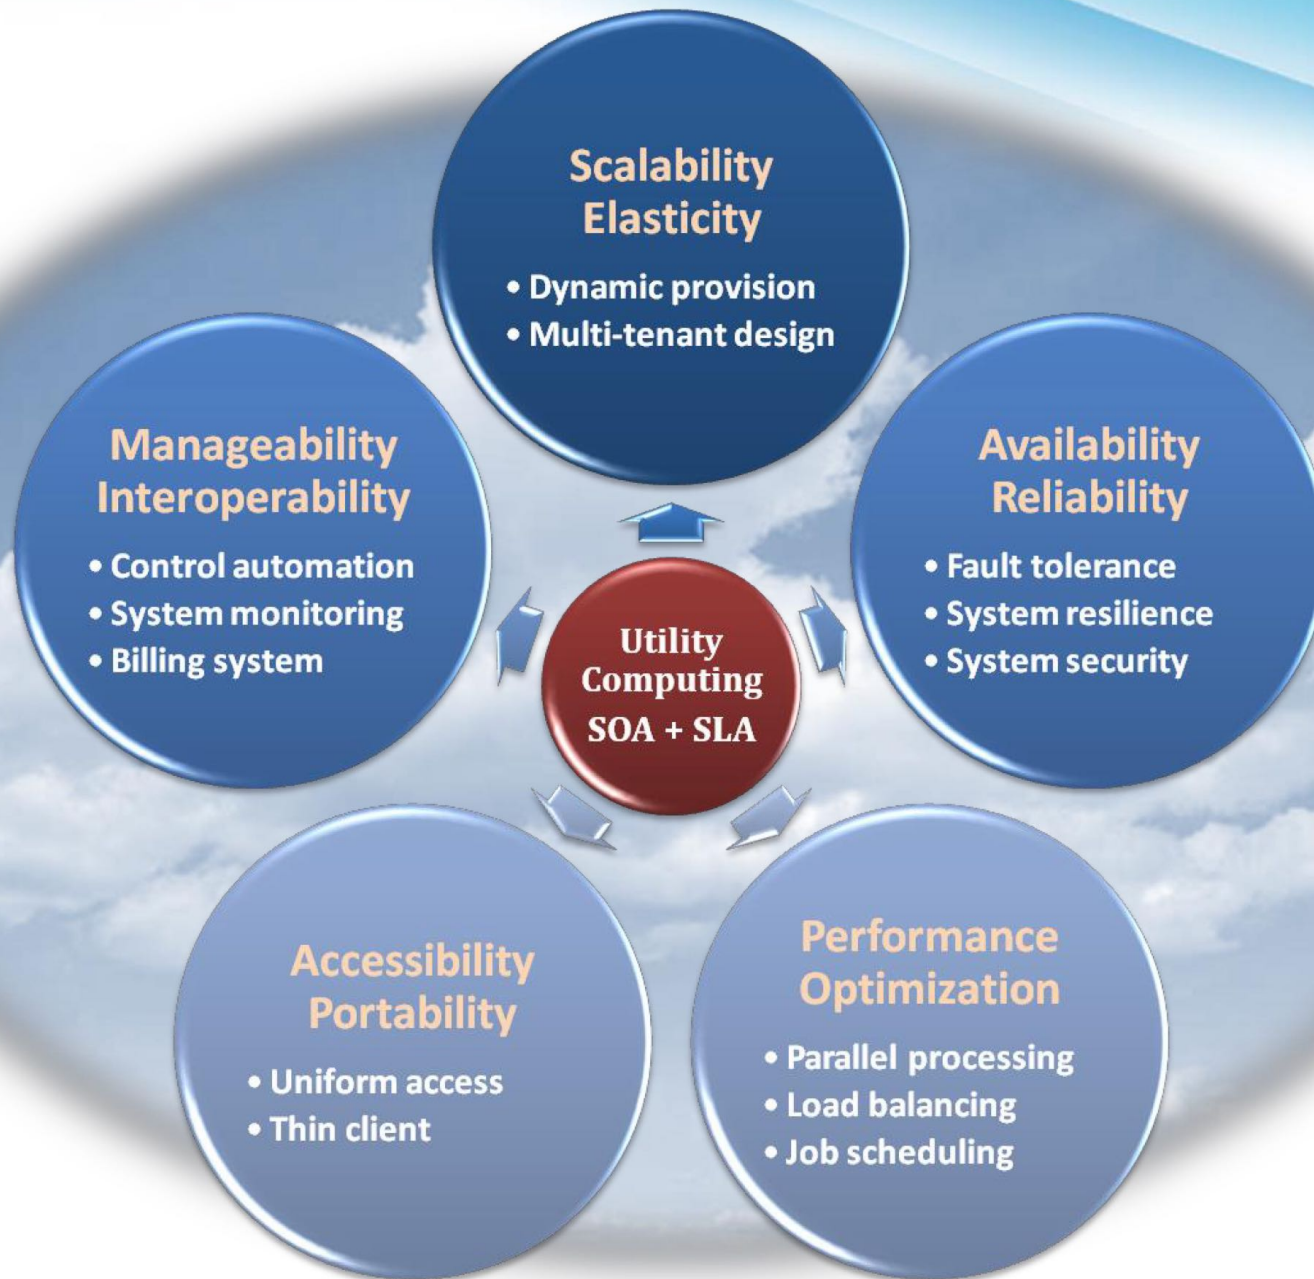 Scalability
Elasticity
• Dynamic provision
• Multi-tenant design
Manageability
Interoperability
• Control automation
• System monitoring
• Billing system
Availability
Reliability
• Fault tolerance
• System resilience
• System security
Utility
Computing
SOA + SLA
Accessibility
Portability
• Uniform access
• Thin client
Performance
Optimization
• Parallel processing
• Load balancing
• Job scheduling